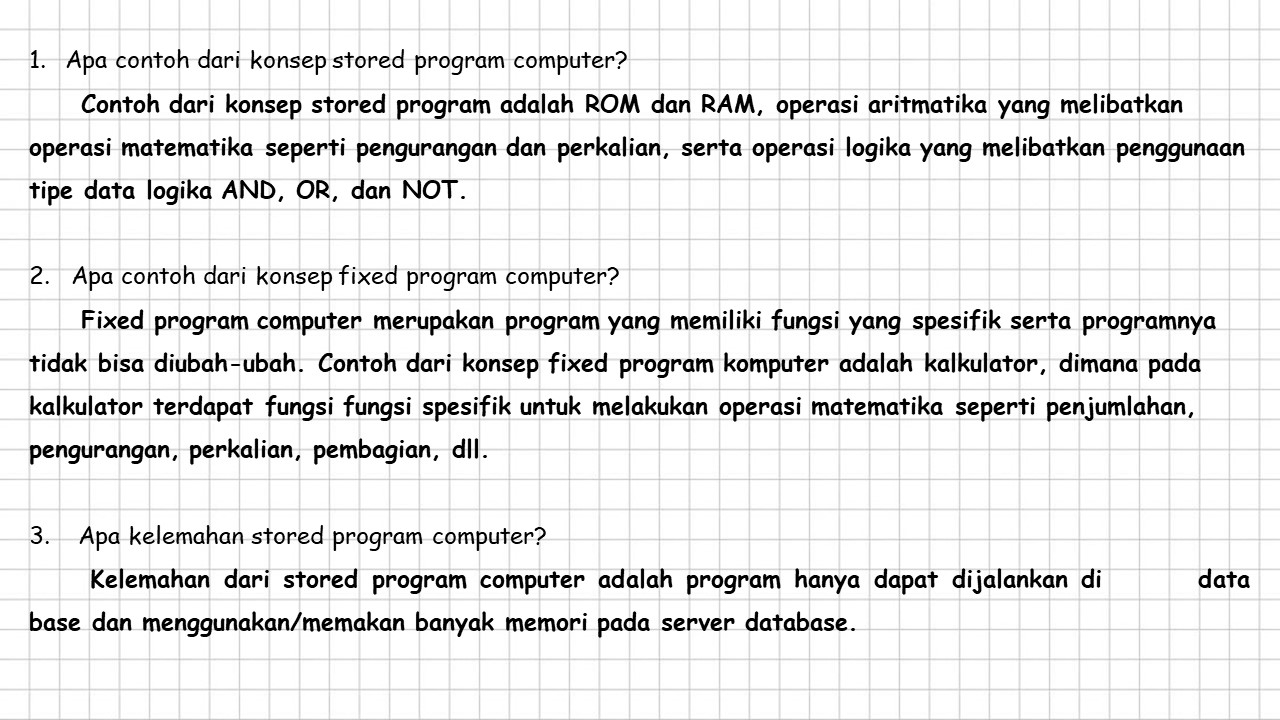 1. Apa contoh dari konsep stored program computer?
Contoh dari konsep stored program adalah ROM dan RAM, operasi aritmatika yang melibatkan
operasi matematika seperti pengurangan dan perkalian, serta operasi logika yang melibatkan penggunaan
tipe data logika AND, OR, dan NOT.
2. Apa contoh dari konsep fixed program computer?
Fixed program computer merupakan program yang memiliki fungsi yang spesifik serta programnya
tidak bisa diubah-ubah. Contoh dari konsep fixed program komputer adalah kalkulator, dimana pada
kalkulator terdapat fungsi fungsi spesifik untuk melakukan operasi matematika seperti penjumlahan,
pengurangan, perkalian, pembagian, dll.
3. Apa kelemahan stored program computer?
Kelemahan dari stored program computer adalah program hanya dapat dijalankan di data
base dan menggunakan/memakan banyak memori pada server database.